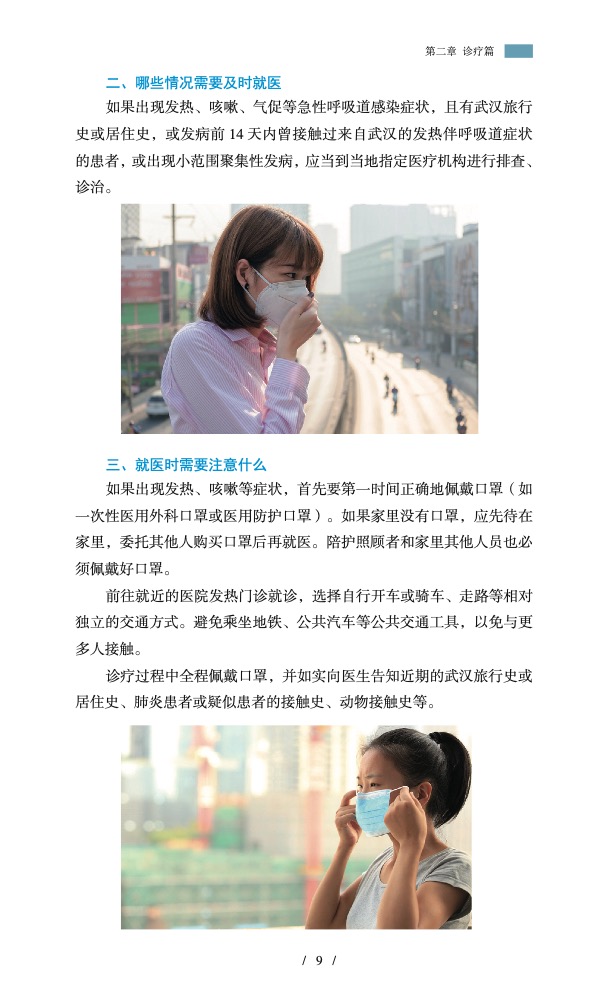 第二章 诊疗篇
二、哪些情况需要及时就医
如果出现发热、咳嗽、气促等急性呼吸道感染症状，且有武汉旅行
史或居住史，或发病前 14 天内曾接触过来自武汉的发热伴呼吸道症状
的患者，或出现小范围聚集性发病，应当到当地指定医疗机构进行排查、
诊治。
三、就医时需要注意什么
如果出现发热、咳嗽等症状，首先要第一时间正确地佩戴口罩（如
一次性医用外科口罩或医用防护口罩）。如果家里没有口罩，应先待在
家里，委托其他人购买口罩后再就医。陪护照顾者和家里其他人员也必
须佩戴好口罩。
前往就近的医院发热门诊就诊，选择自行开车或骑车、走路等相对
独立的交通方式。避免乘坐地铁、公共汽车等公共交通工具，以免与更
多人接触。
诊疗过程中全程佩戴口罩，并如实向医生告知近期的武汉旅行史或
居住史、肺炎患者或疑似患者的接触史、动物接触史等。
/ 9 /